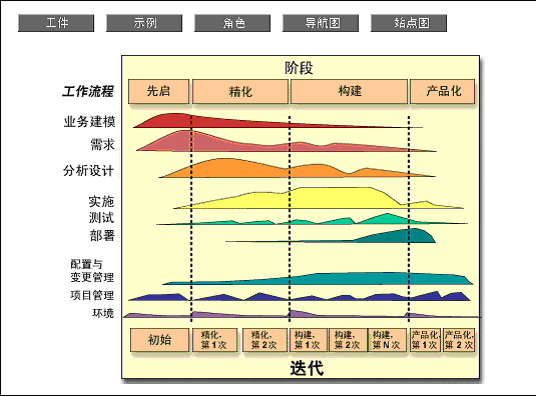 工件
示例
角色
导航图
站点图
阶段
工作流程
先启
精化
构建
产品化
业务建模
需求
分析设计
实施
测试
部署
配置与
变更管理
项目管理
环境
初始
精化,
第1次
精化,
第2次
构建,
第1次
构建,
第2次
构建,
第N次
产品化,
第1次
产品化,
第2次
迭代